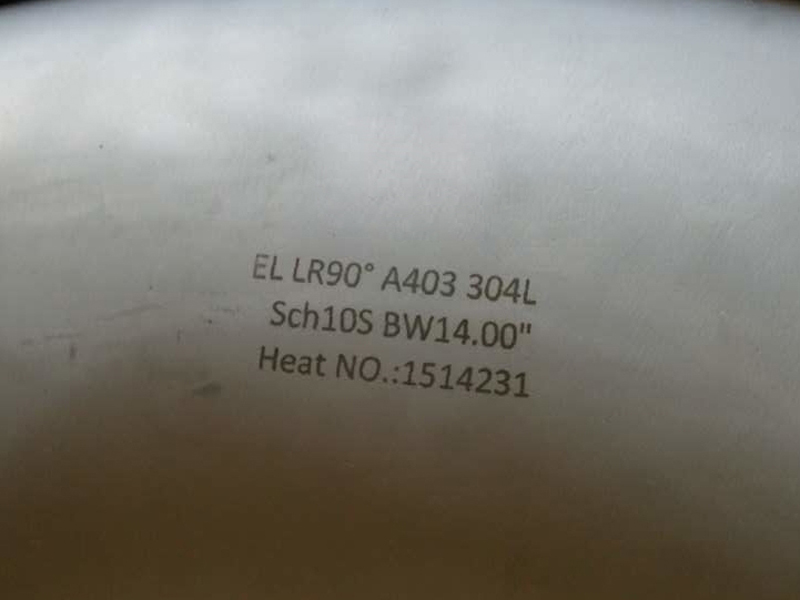 EL LR90° A403 304L
Sch10S BW14.00"
Heat NO.:1514231